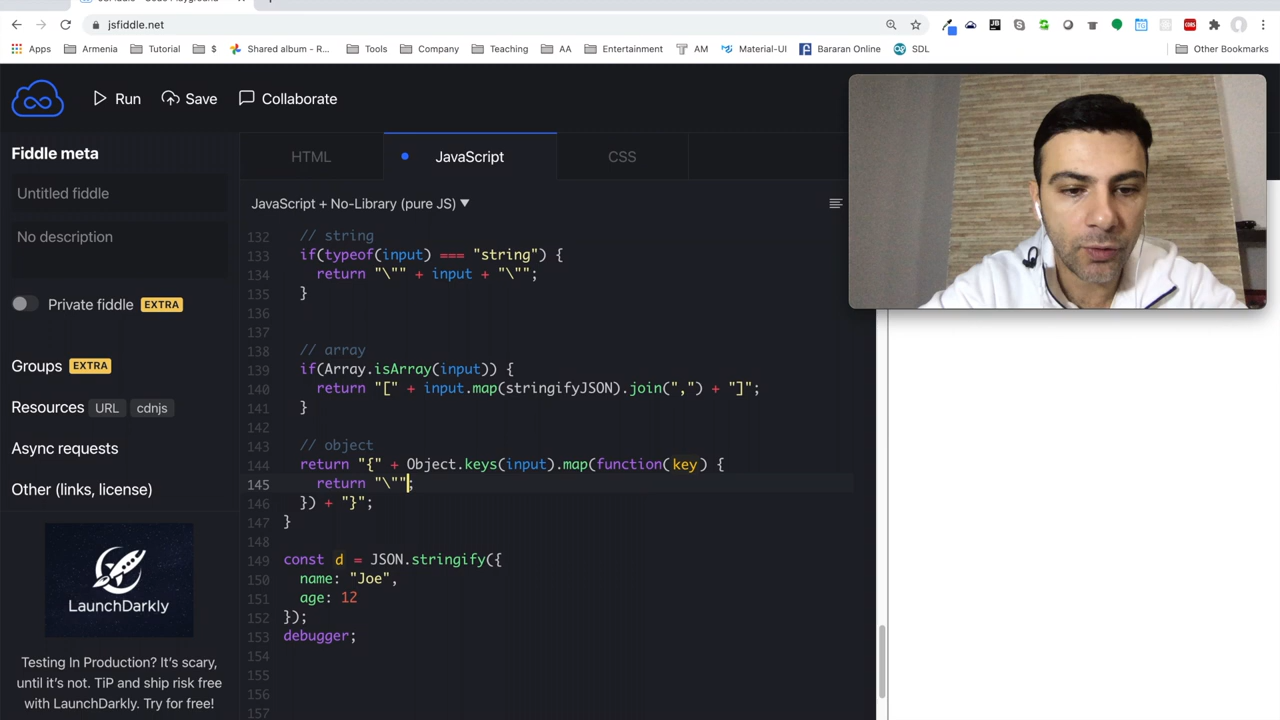 jsfiddle.net
Apps Armenia Tutorial $ Shared album - R... Tools Company Teaching AA Entertainment AM Material-UI Bararan Online SDL Other Bookmarks
Run Save Collaborate
Fiddle meta
Untitled fiddle
No description
Private fiddle EXTRA
Groups EXTRA
Resources URL cdnjs
Async requests
Other (links, license)
LaunchDarkly
Testing In Production? It's scary,
until it's not. TiP and ship risk free
with LaunchDarkly. Try for free!
HTML JavaScript CSS
JavaScript + No-Library (pure JS) ▼
132 // string
133 if(typeof(input) === "string") {
134 return "\"" + input + "\"";
135 }
136
137
138 // array
139 if(Array.isArray(input)) {
140 return "[" + input.map(stringifyJSON).join(",") + "]";
141 }
142
143 // object
144 return "{" + Object.keys(input).map(function(key) {
145 return "\"";
146 }) + "}";
147 }
148
149 const d = JSON.stringify({
150 name: "Joe",
151 age: 12
152 });
153 debugger;
154
155
156
157